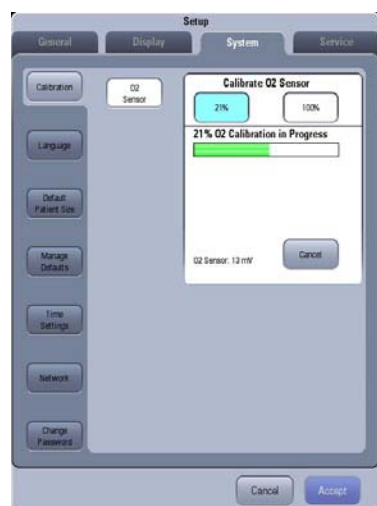 Setup
General Display System Service
Calibration
O2
Sensor
Calibrate O2 Sensor
21% 100%
21% O2 Calibration in Progress
Language
Default
Patient Size
Manage
Defaults
O2 Sensor: 13 mV
Cancel
Time
Settings
Network
Change
Password
Cancel Accept